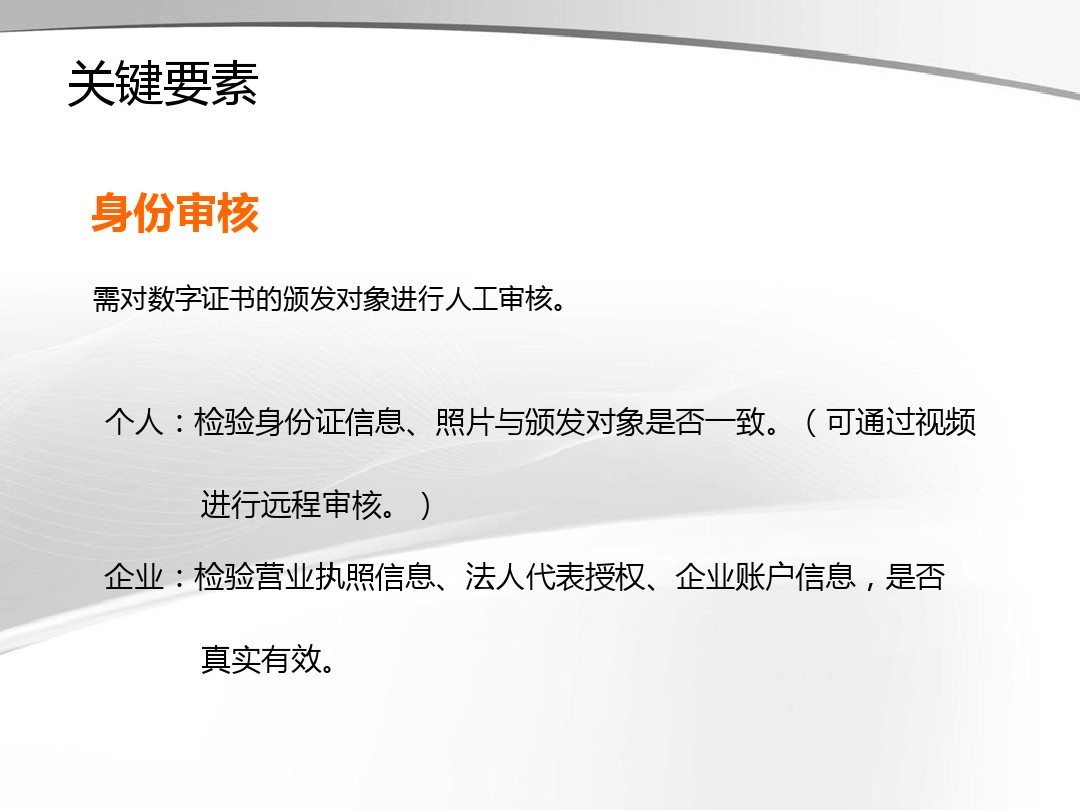 关键要素
身份审核
需对数字证书的颁发对象进行人工审核。
个人：检验身份证信息、照片与颁发对象是否一致。（可通过视频
进行远程审核。）
企业：检验营业执照信息、法人代表授权、企业账户信息，是否
真实有效。